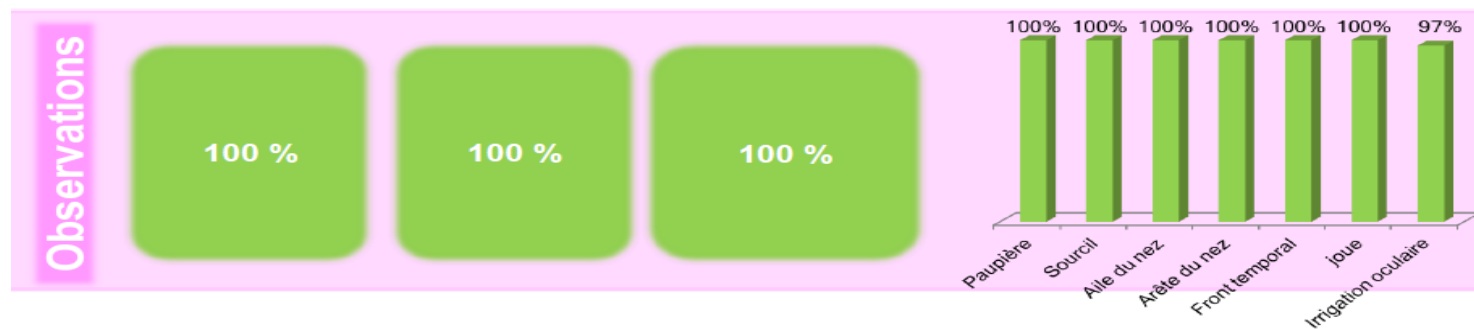 Observations
100 %
100 %
100 %
100% 100% 100% 100% 100% 100% 97%
Paupière
Sourcil
Aile du nez
Arête du nez
Front temporal
joue
Irrigation oculaire